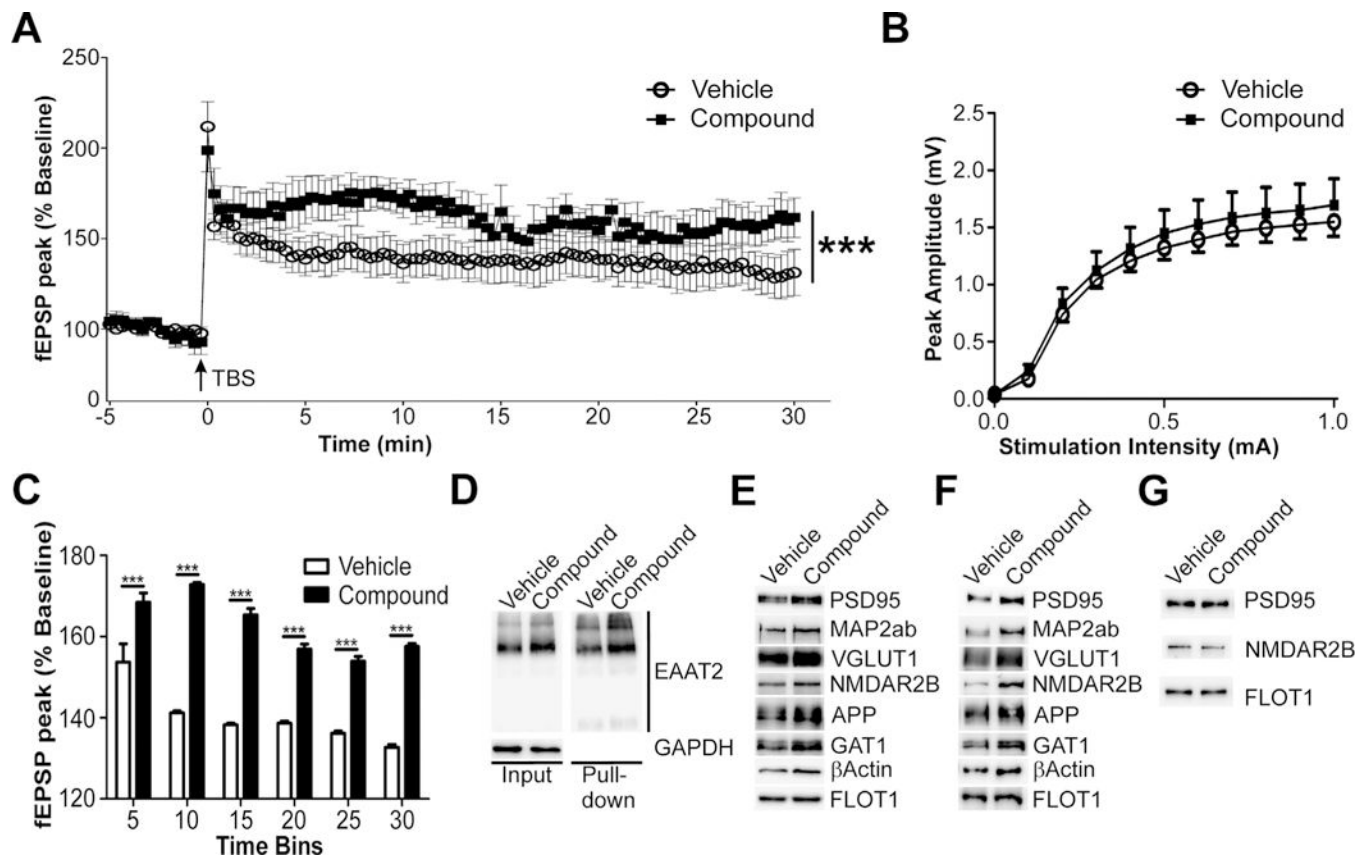 A
250
200
150
100
0
fEPSP peak (% Baseline)
-5
0
5
10
15
20
25
30
Time (min)
Vehicle
Compound
TBS
***
B
Vehicle
Compound
2.5
2.0
1.5
1.0
0.5
0.0
Peak Amplitude (mV)
0.0
0.5
1.0
Stimulation Intensity (mA)
C
180
160
140
120
fEPSP peak (% Baseline)
Vehicle
Compound
***
***
***
***
***
***
5
10
15
20
25
30
Time Bins
D
Vehicle
Compound
Vehicle
Compound
EAAT2
GAPDH
Input
Pull-
down
E
Vehicle
Compound
PSD95
MAP2ab
VGLUT1
NMDAR2B
APP
GAT1
βActin
FLOT1
F
Vehicle
Compound
PSD95
MAP2ab
VGLUT1
NMDAR2B
APP
GAT1
βActin
FLOT1
G
Vehicle
Compound
PSD95
NMDAR2B
FLOT1